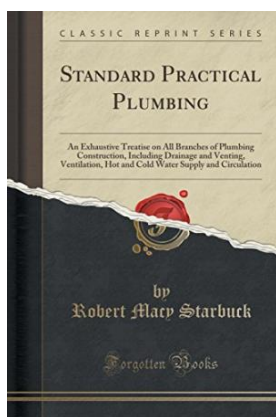 CLASSIC REPRINT SERIES
STANDARD PRACTICAL
PLUMBING
An Exhaustive Treatise on All Branches of Plumbing
Construction, Including Drainage and Venting,
Ventilation, Hot and Cold Water Supply and Circulation
by
Robert Macy Starbuck
Forgotten Books